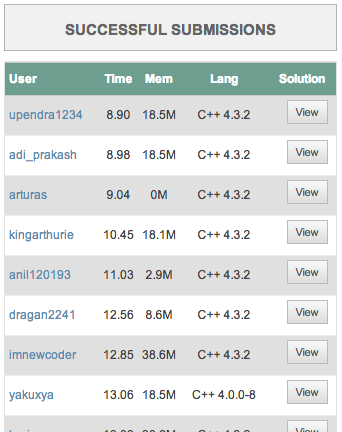 SUCCESSFUL SUBMISSIONS
User Time Mem Lang Solution
upendra1234 8.90 18.5M C++ 4.3.2 View
adi_prakash 8.98 18.5M C++ 4.3.2 View
arturas 9.04 0M C++ 4.3.2 View
kingarthurie 10.45 18.1M C++ 4.3.2 View
anil120193 11.03 2.9M C++ 4.3.2 View
dragan2241 12.56 8.6M C++ 4.3.2 View
imnewcoder 12.85 38.6M C++ 4.3.2 View
yakuxya 13.06 18.5M C++ 4.0.0-8 View
View